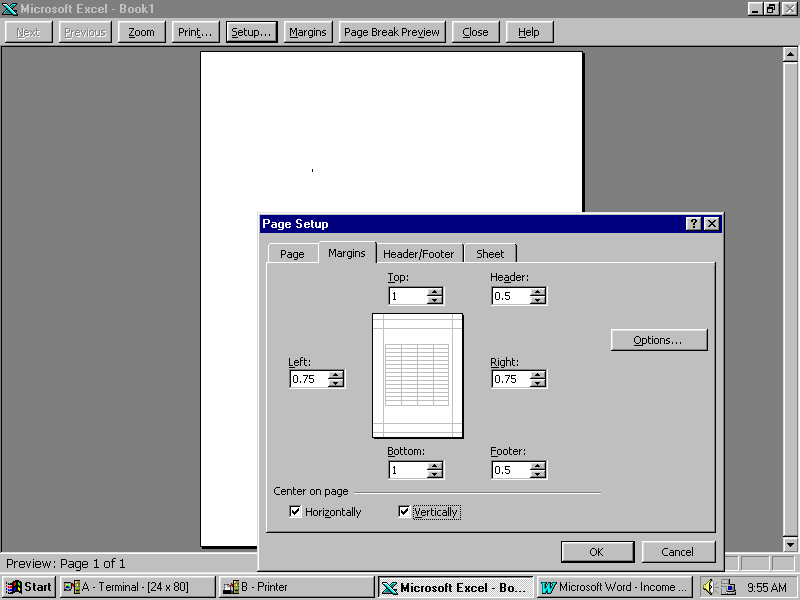 Microsoft Excel - Book1
Next Previous Zoom Print... Setup... Margins Page Break Preview Close Help
Page Setup
Page Margins Header/Footer Sheet
Top: Header:
1 0.5
Options...
Left: Right:
0.75 0.75
Bottom: Footer:
1 0.5
Center on page
Horizontally Vertically
OK Cancel
Preview: Page 1 of 1
Start A - Terminal - [24 x 80] B - Printer Microsoft Excel - Bo... Microsoft Word - Income ... 9:55 AM